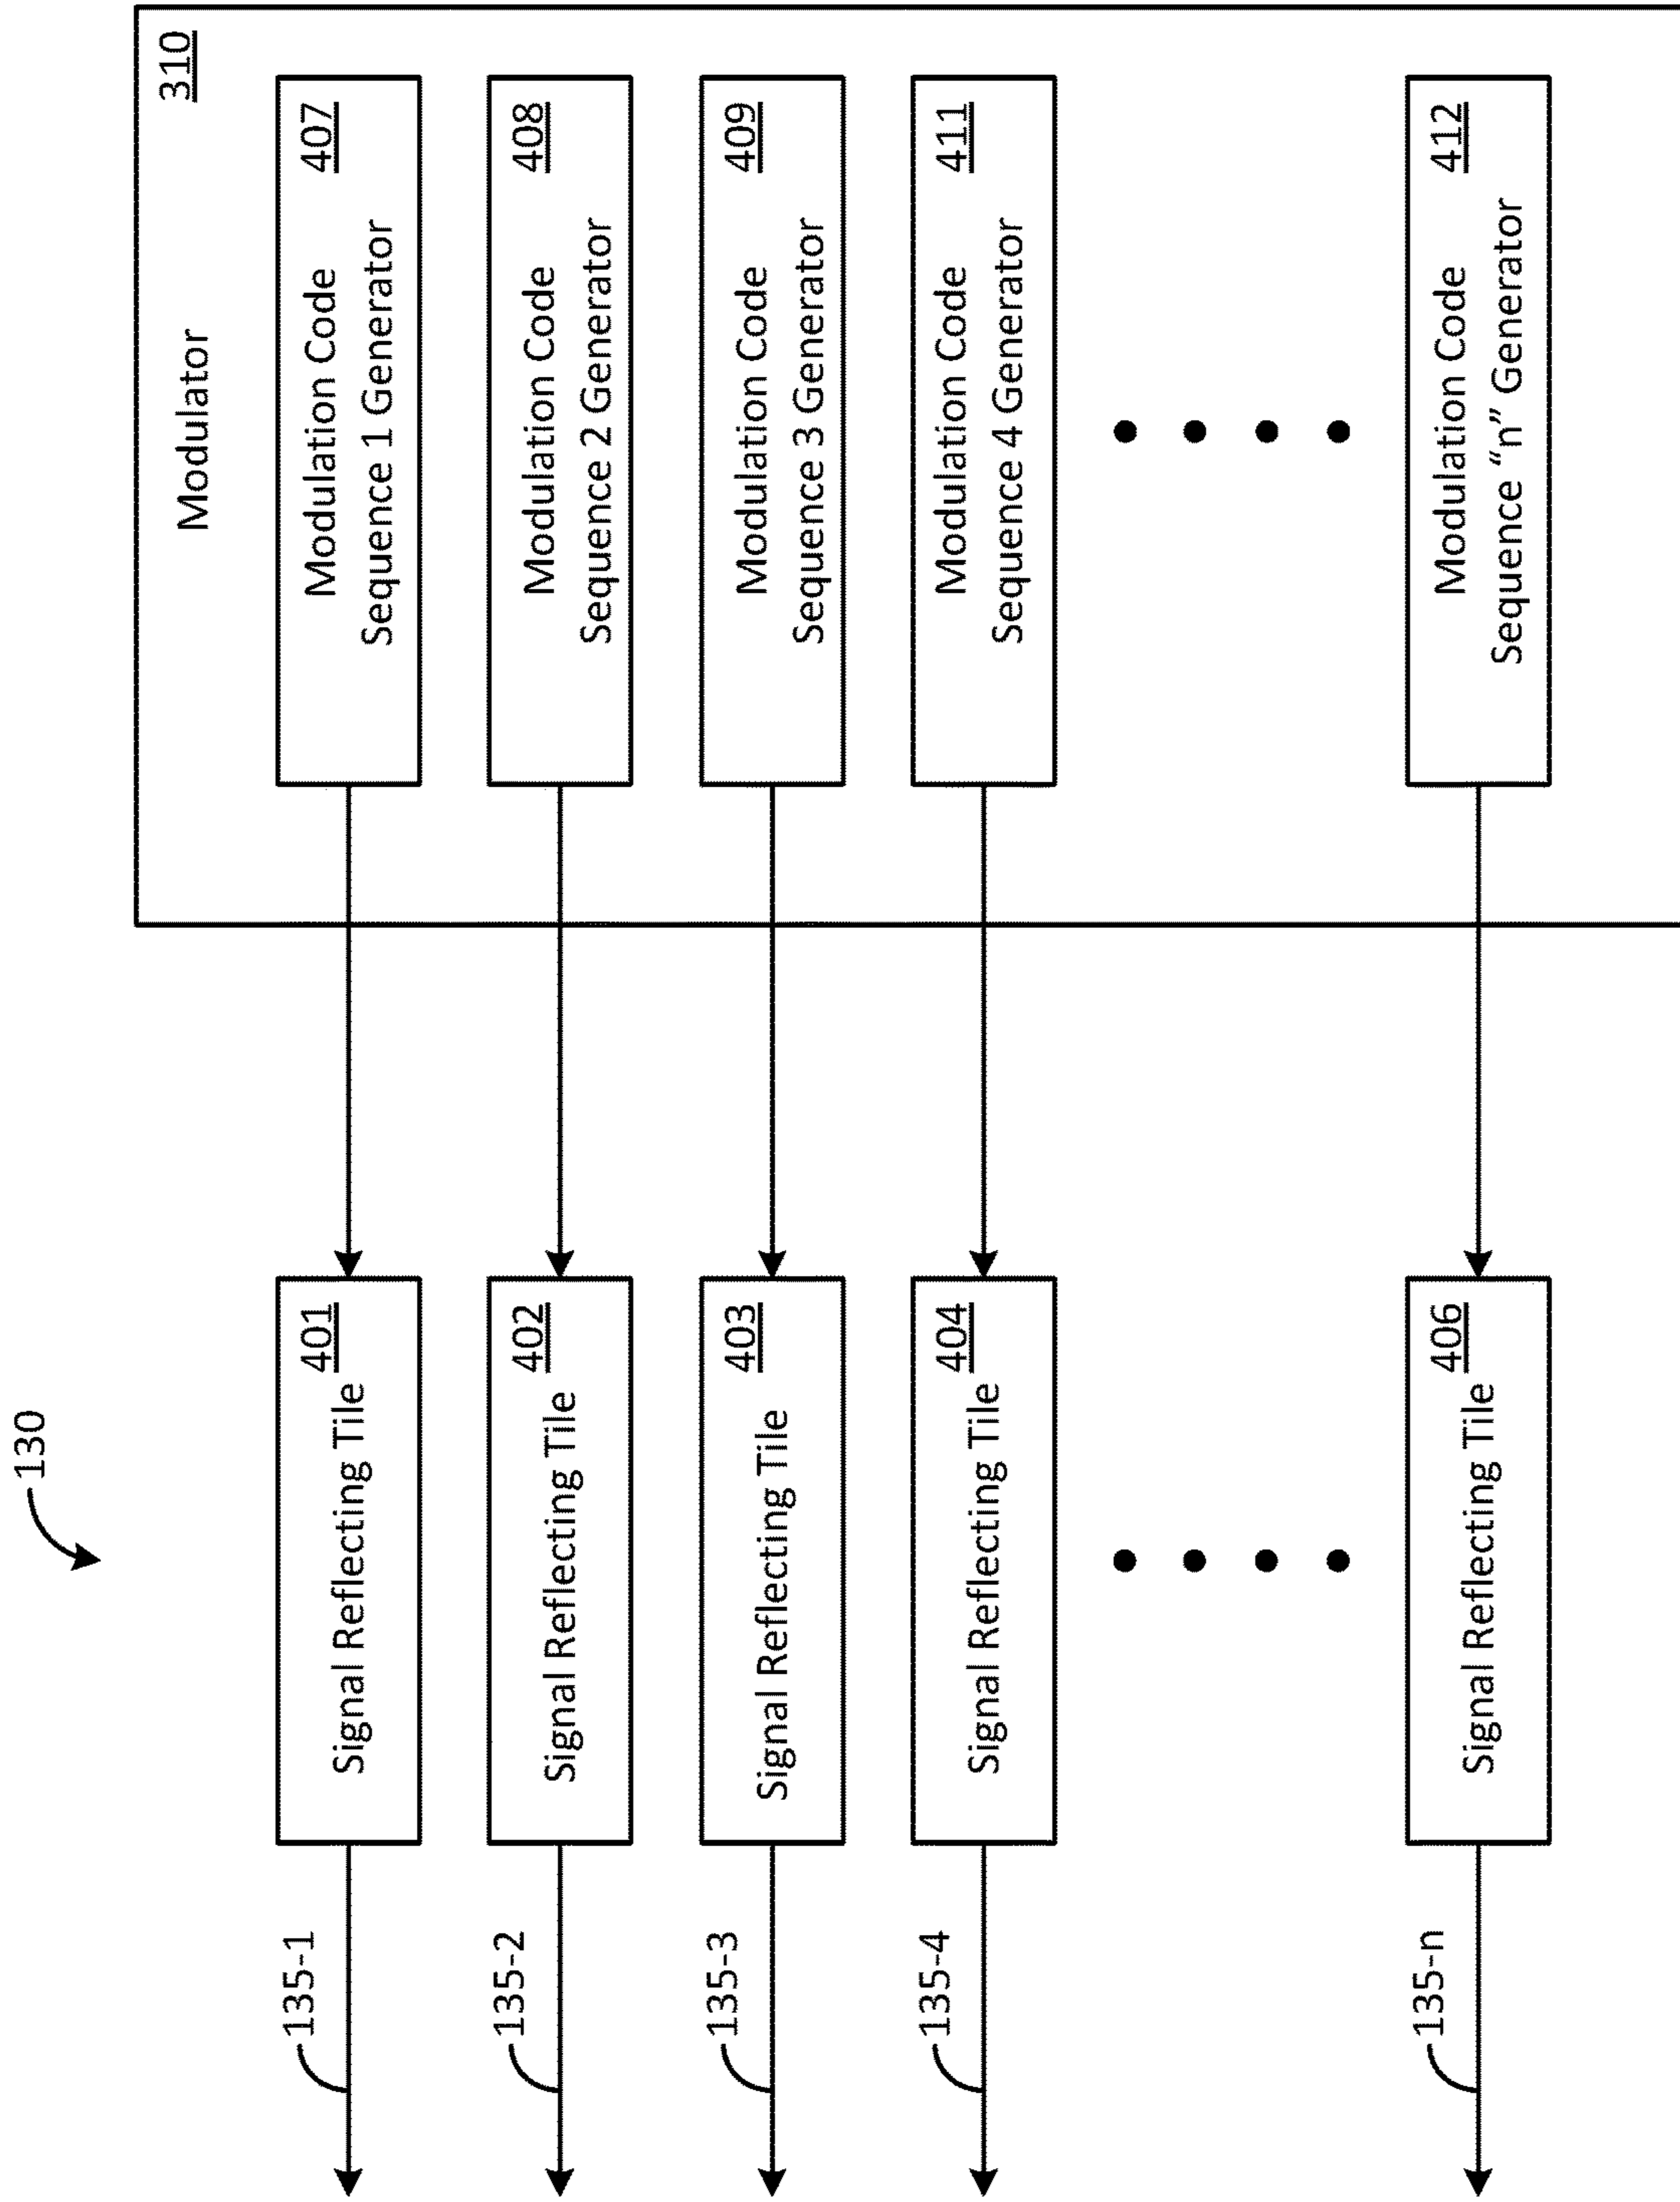 130
310
Modulator
135-1
Signal Reflecting Tile
401
Modulation Code
Sequence 1 Generator
407
135-2
Signal Reflecting Tile
402
Modulation Code
Sequence 2 Generator
408
135-3
Signal Reflecting Tile
403
Modulation Code
Sequence 3 Generator
409
135-4
Signal Reflecting Tile
404
Modulation Code
Sequence 4 Generator
411
135-n
Signal Reflecting Tile
406
Modulation Code
Sequence “n” Generator
412